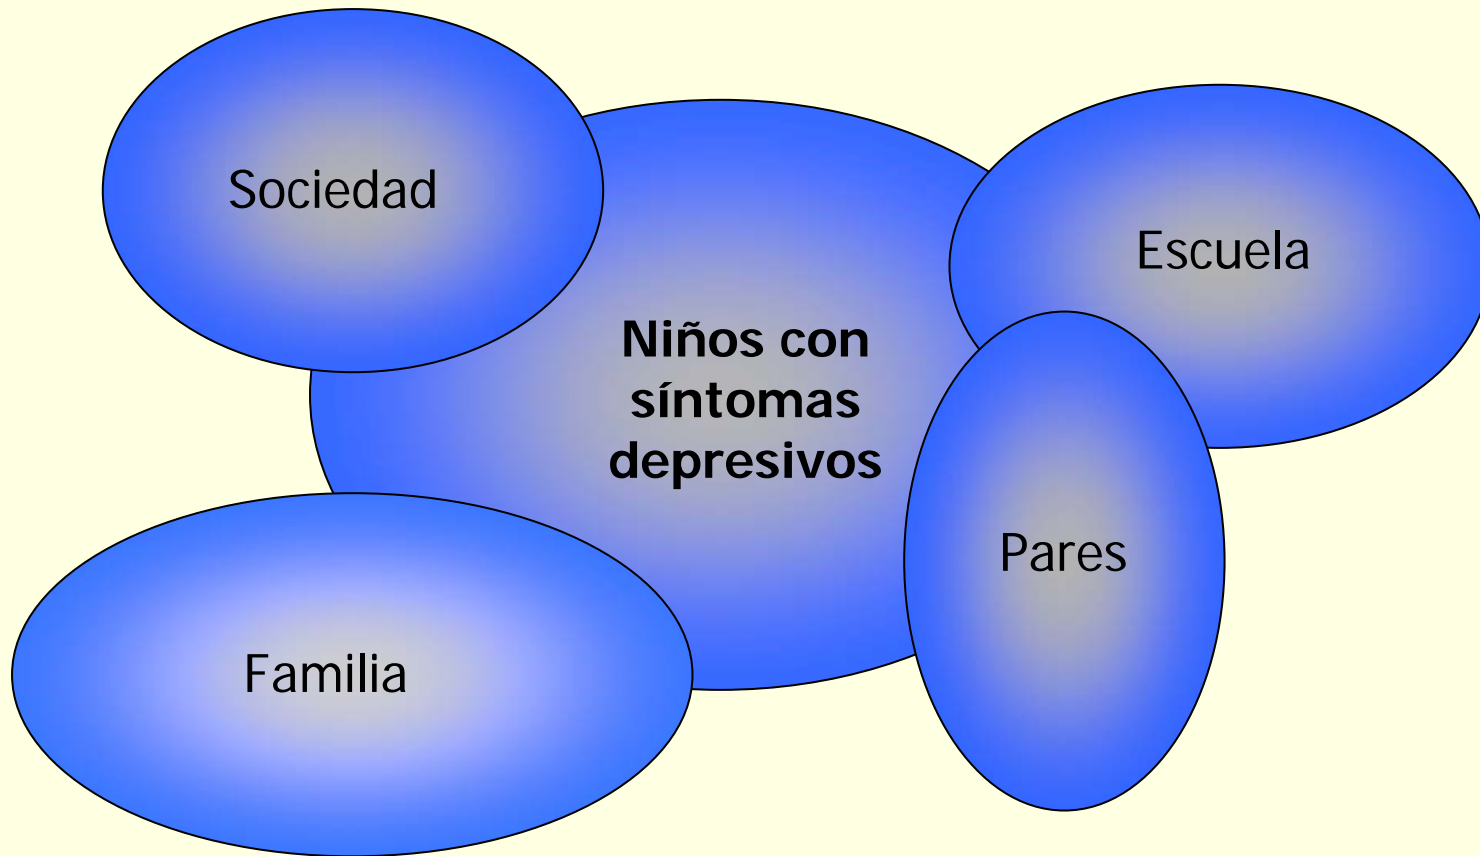 Sociedad
Escuela
Niños con
síntomas
depresivos
Pares
Familia